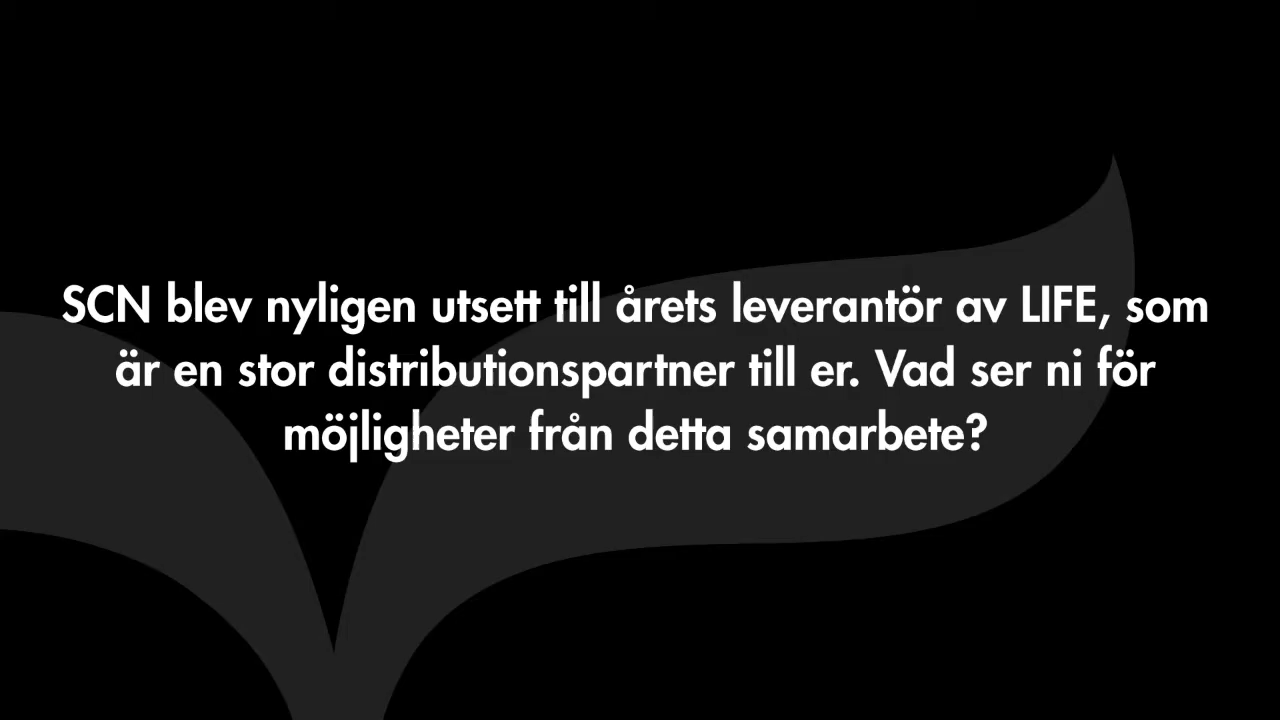 SCN blev nyligen utsett till årets leverantör av LIFE, som
är en stor distributionspartner till er. Vad ser ni för
möjligheter från detta samarbete?